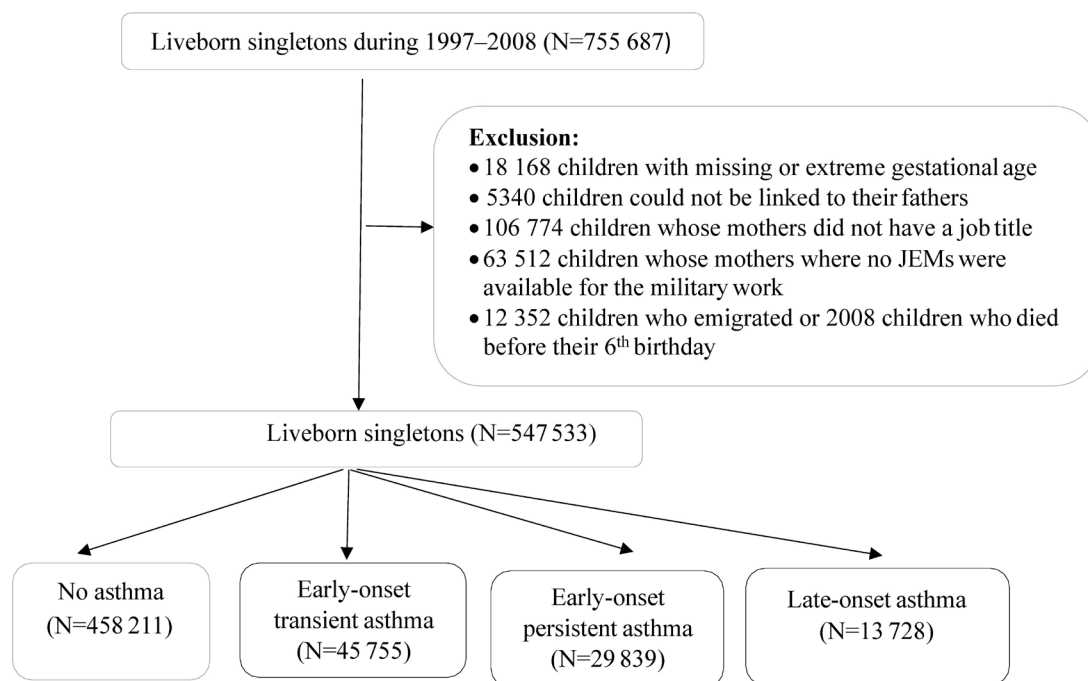 Liveborn singletons during 1997–2008 (N=755 687)
Exclusion:
• 18 168 children with missing or extreme gestational age
• 5340 children could not be linked to their fathers
• 106 774 children whose mothers did not have a job title
• 63 512 children whose mothers where no JEMs were
available for the military work
• 12 352 children who emigrated or 2008 children who died
before their 6th birthday
Liveborn singletons (N=547 533)
No asthma
(N=458 211)
Early-onset
transient asthma
(N=45 755)
Early-onset
persistent asthma
(N=29 839)
Late-onset asthma
(N=13 728)